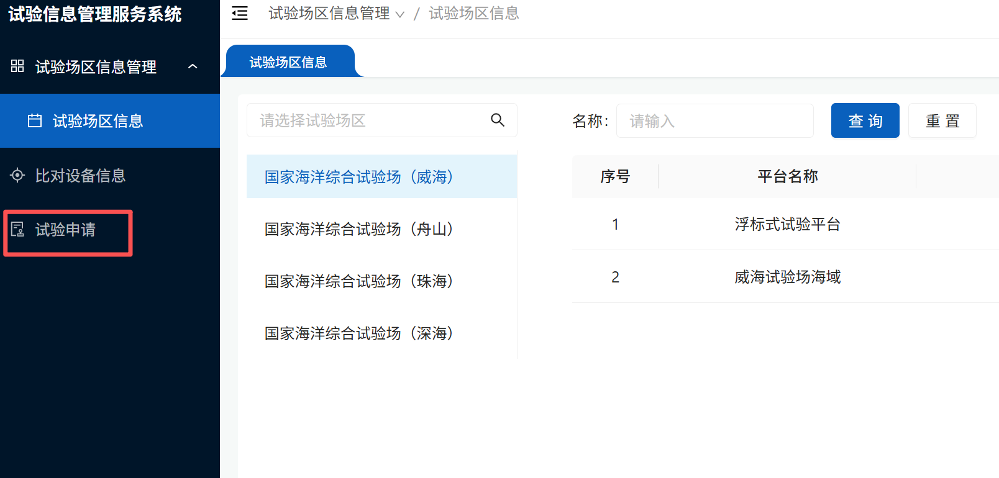 试验信息管理服务系统
试验场区信息管理
试验场区信息
比对设备信息
试验申请
试验场区信息管理 / 试验场区信息
试验场区信息
请选择试验场区
国家海洋综合试验场（威海）
国家海洋综合试验场（舟山）
国家海洋综合试验场（珠海）
国家海洋综合试验场（深海）
名称: 请输入 查 询 重 置
序号 平台名称
1 浮标式试验平台
2 威海试验场海域